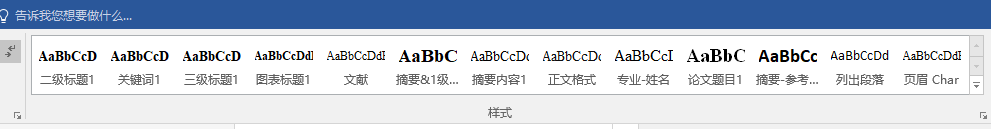 告诉我您想要做什么...
AaBbCcD AaBbCcD AaBbCcD AaBbCcDdI AaBbCcDdE AaBbC AaBbCcDc AaBbCcDc AaBbCcI AaBbC AaBbCc AaBbCcDd AaBbCcDdE
二级标题1 关键词1 三级标题1 图表标题1 文献 摘要&1级... 摘要内容1 正文格式 专业-姓名 论文题目1 摘要-参考... 列出段落 页眉 Char
样式